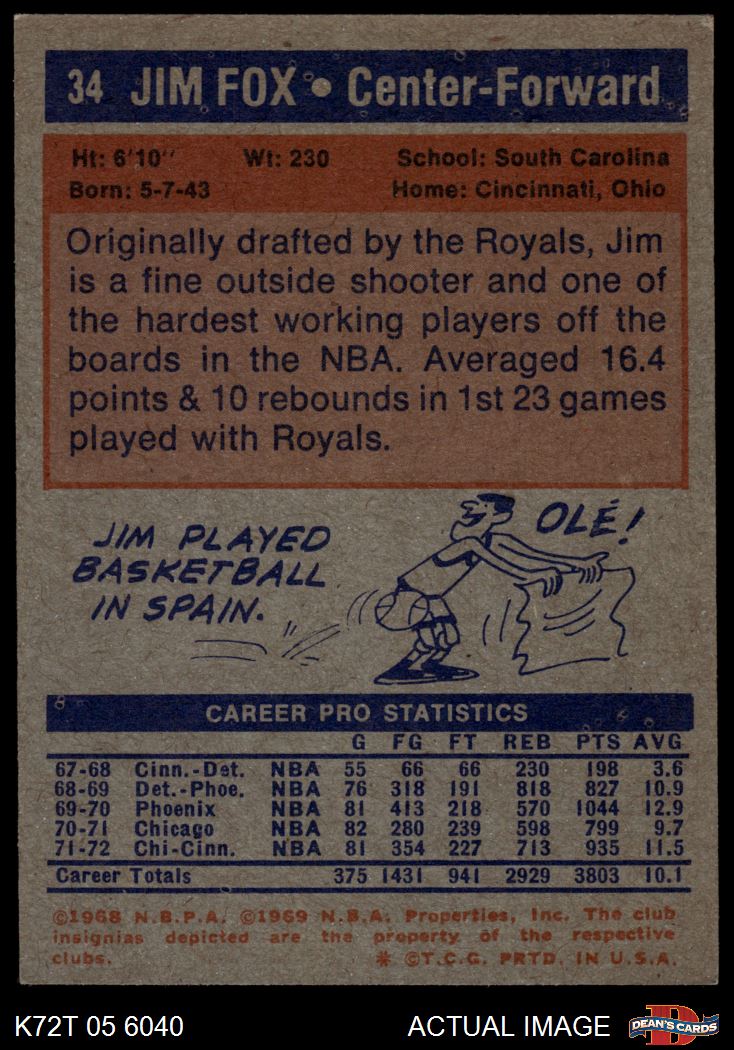 34 JIM FOX • Center-Forward
Ht: 6'10" Wt: 230 School: South Carolina
Born: 5-7-43 Home: Cincinnati, Ohio
Originally drafted by the Royals, Jim
is a fine outside shooter and one of
the hardest working players off the
boards in the NBA. Averaged 16.4
points & 10 rebounds in 1st 23 games
played with Royals.
JIM PLAYED
BASKETBALL
IN SPAIN.
OLÉ!
CAREER PRO STATISTICS
G FG FT REB PTS AVG
67-68 Cinn.-Det. NBA 55 66 66 230 198 3.6
68-69 Det.-Phoe. NBA 76 318 191 818 827 10.9
69-70 Phoenix NBA 81 413 218 570 1044 12.9
70-71 Chicago NBA 82 280 239 598 799 9.7
71-72 Chi-Cinn. NBA 81 354 227 713 935 11.5
Career Totals 375 1431 941 2929 3803 10.1
©1968 N.B.P.A. ©1969 N.B.A. Properties, Inc. The club
insignias depicted are the property of the respective
clubs. * ©T.C.G. PRTD. IN U.S.A.
K72T 05 6040 ACTUAL IMAGE
DEAN'S CARDS